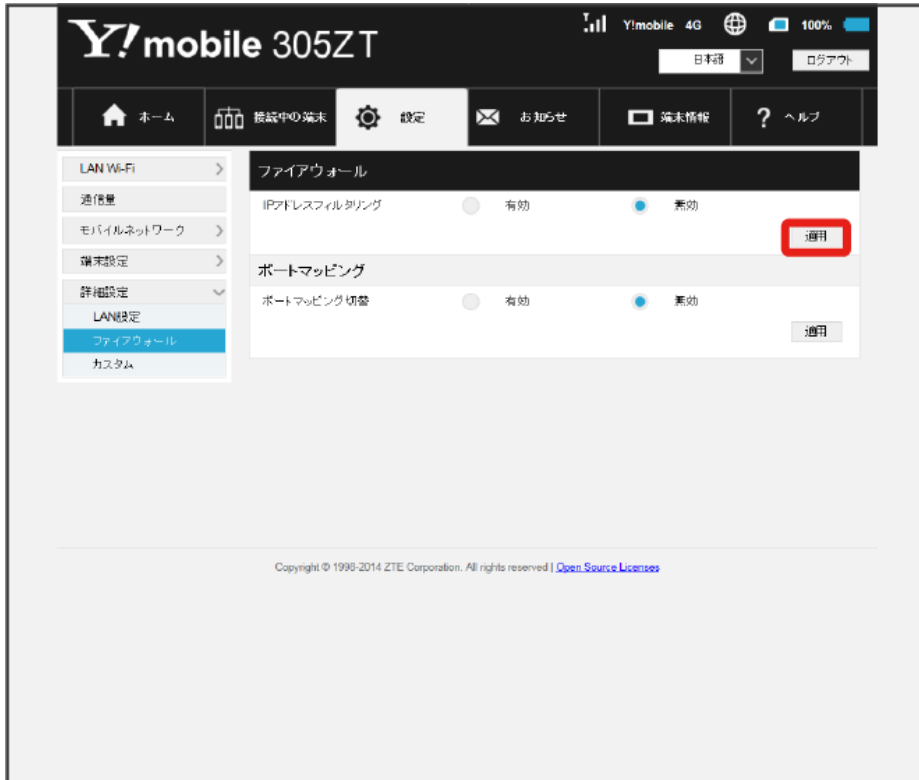 Y!mobile 305ZT
Y!mobile 4G 100%
日本語 ログアウト
ホーム 接続中の端末 設定 お知らせ 端末情報 ? ヘルプ
LAN Wi-Fi
通信量
モバイルネットワーク
端末設定
詳細設定
LAN設定
ファイアウォール
カスタム
ファイアウォール
IPアドレスフィルタリング 有効 無効
適用
ポートマッピング
ポートマッピング切替 有効 無効
適用
Copyright © 1998-2014 ZTE Corporation. All rights reserved | Open Source Licenses